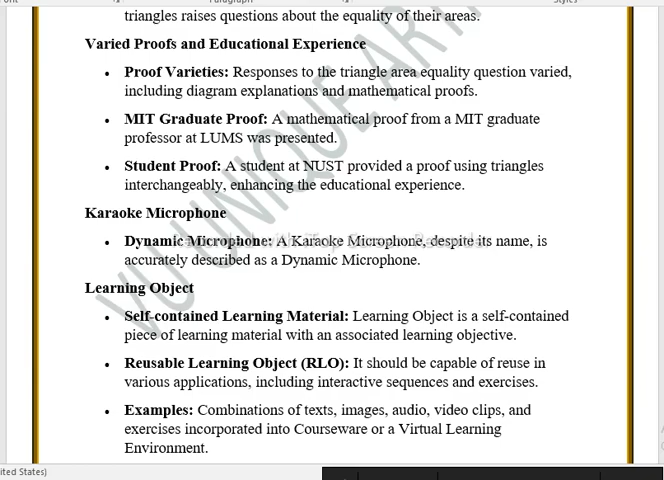 triangles raises questions about the equality of their areas.
Varied Proofs and Educational Experience
• Proof Varieties: Responses to the triangle area equality question varied,
including diagram explanations and mathematical proofs.
• MIT Graduate Proof: A mathematical proof from a MIT graduate
professor at LUMS was presented.
• Student Proof: A student at NUST provided a proof using triangles
interchangeably, enhancing the educational experience.
Karaoke Microphone
• Dynamic Microphone: A Karaoke Microphone, despite its name, is
accurately described as a Dynamic Microphone.
Learning Object
• Self-contained Learning Material: Learning Object is a self-contained
piece of learning material with an associated learning objective.
• Reusable Learning Object (RLO): It should be capable of reuse in
various applications, including interactive sequences and exercises.
• Examples: Combinations of texts, images, audio, video clips, and
exercises incorporated into Courseware or a Virtual Learning
Environment.
VU UNIQUE
ited States)